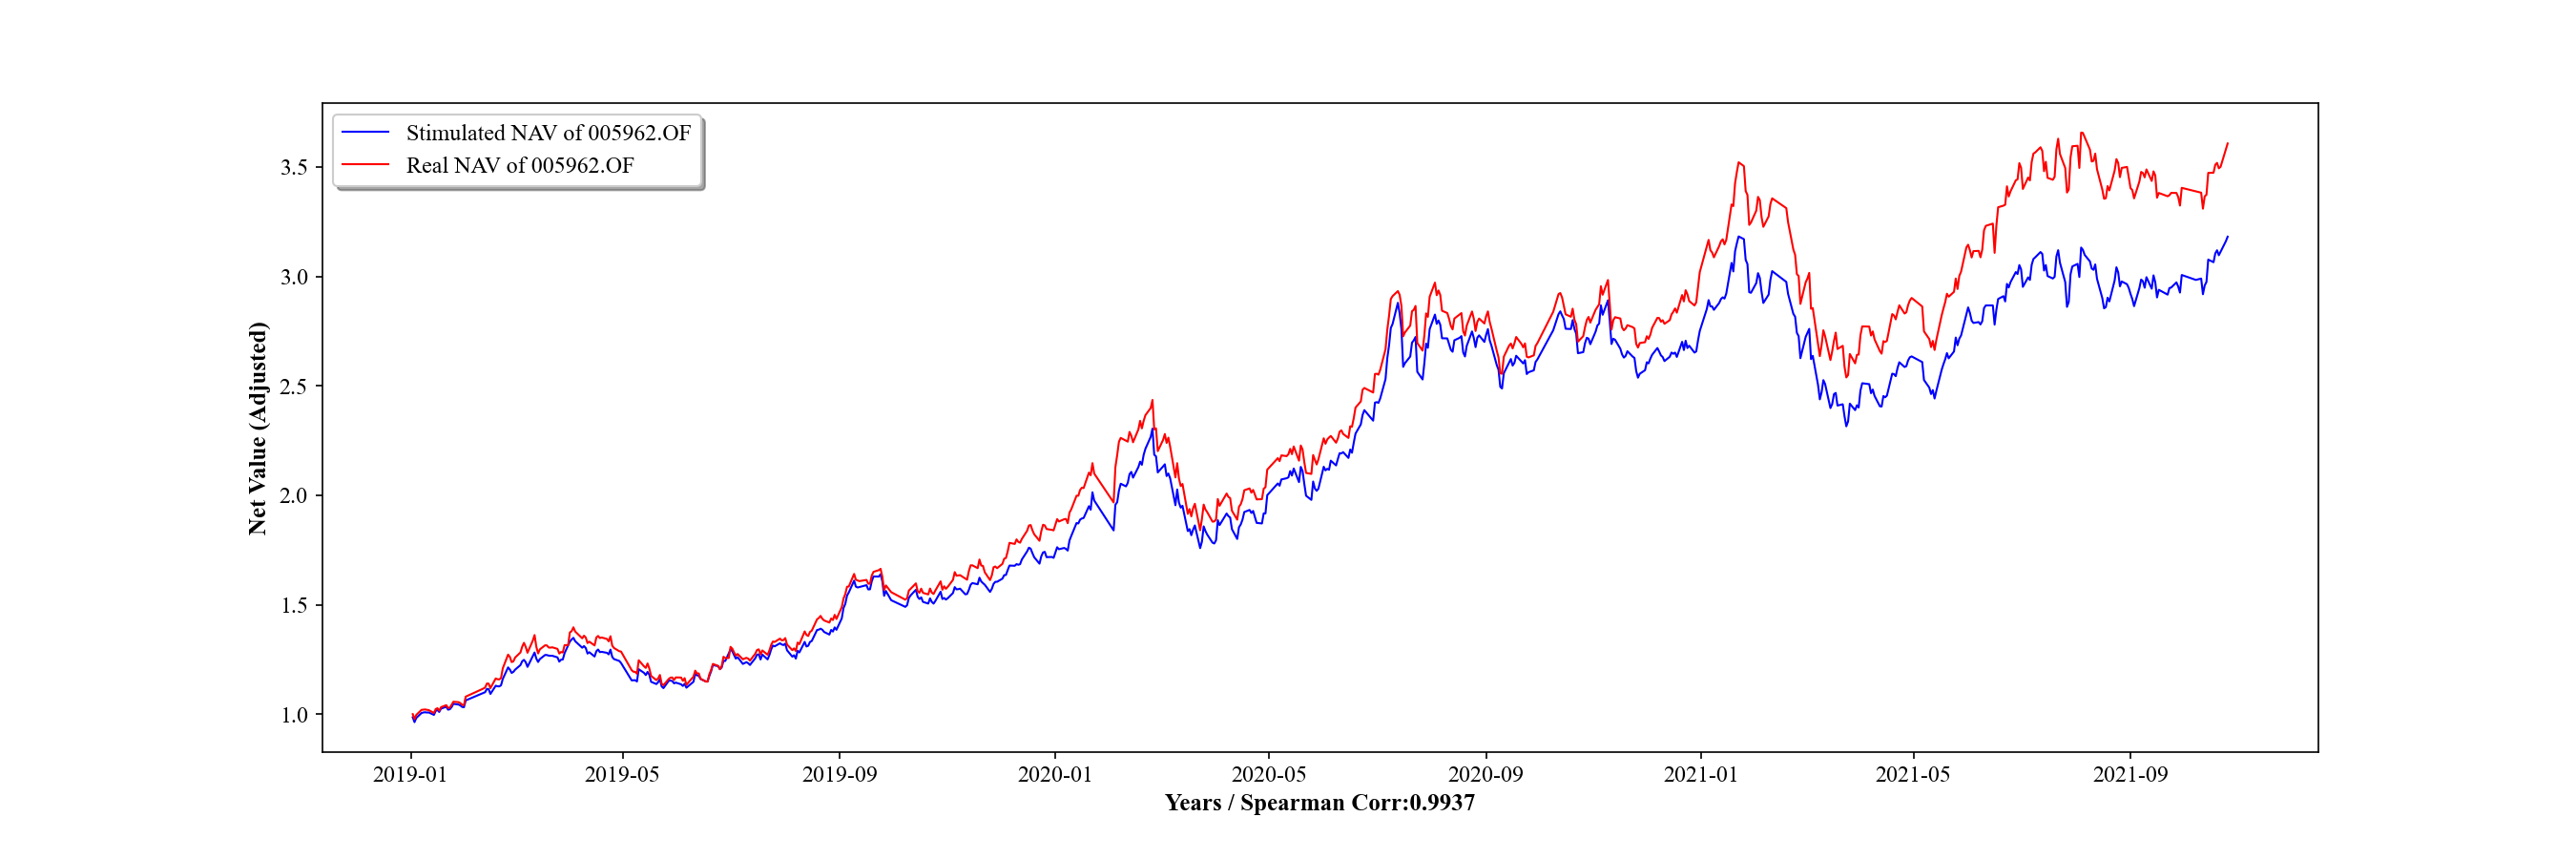 Stimulated NAV of 005962.OF
Real NAV of 005962.OF
Net Value (Adjusted)
3.5
3.0
2.5
2.0
1.5
1.0
2019-01 2019-05 2019-09 2020-01 2020-05 2020-09 2021-01 2021-05 2021-09
Years / Spearman Corr:0.9937